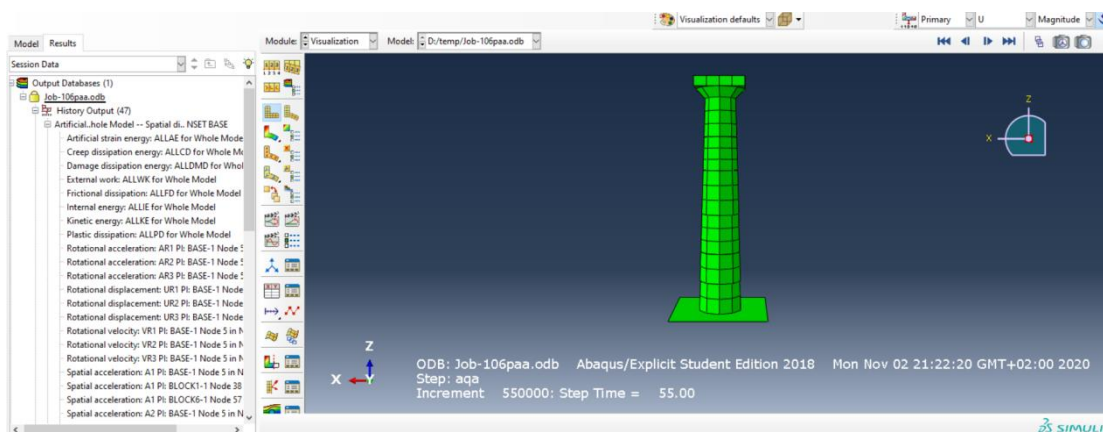 Visualization defaults
Primary U Magnitude
Model Results
Module: Visualization Model: D:/temp/Job-106paa.odb
Session Data
Output Databases (1)
Job-106paa.odb
History Output (47)
Artificial..hole Model -- Spatial di.. NSET BASE
Artificial strain energy: ALLAE for Whole Mode
Creep dissipation energy: ALLCD for Whole Mo
Damage dissipation energy: ALLDMD for Whol
External work: ALLWK for Whole Model
Frictional dissipation: ALLFD for Whole Model
Internal energy: ALLIE for Whole Model
Kinetic energy: ALLKE for Whole Model
Plastic dissipation: ALLPD for Whole Model
Rotational acceleration: AR1 PI: BASE-1 Node 5
Rotational acceleration: AR2 PI: BASE-1 Node 5
Rotational acceleration: AR3 PI: BASE-1 Node 5
Rotational displacement: UR1 PI: BASE-1 Node
Rotational displacement: UR2 PI: BASE-1 Node
Rotational displacement: UR3 PI: BASE-1 Node
Rotational velocity: VR1 PI: BASE-1 Node 5 in N
Rotational velocity: VR2 PI: BASE-1 Node 5 in N
Rotational velocity: VR3 PI: BASE-1 Node 5 in N
Spatial acceleration: A1 PI: BASE-1 Node 5 in N
Spatial acceleration: A1 PI: BLOCK1-1 Node 38
Spatial acceleration: A1 PI: BLOCK6-1 Node 57
Spatial acceleration: A2 PI: BASE-1 Node 5 in N
Z
X
Z
X Y
ODB: Job-106paa.odb Abaqus/Explicit Student Edition 2018 Mon Nov 02 21:22:20 GMT+02:00 2020
Step: aqa
Increment 550000: Step Time = 55.00
SIMULI